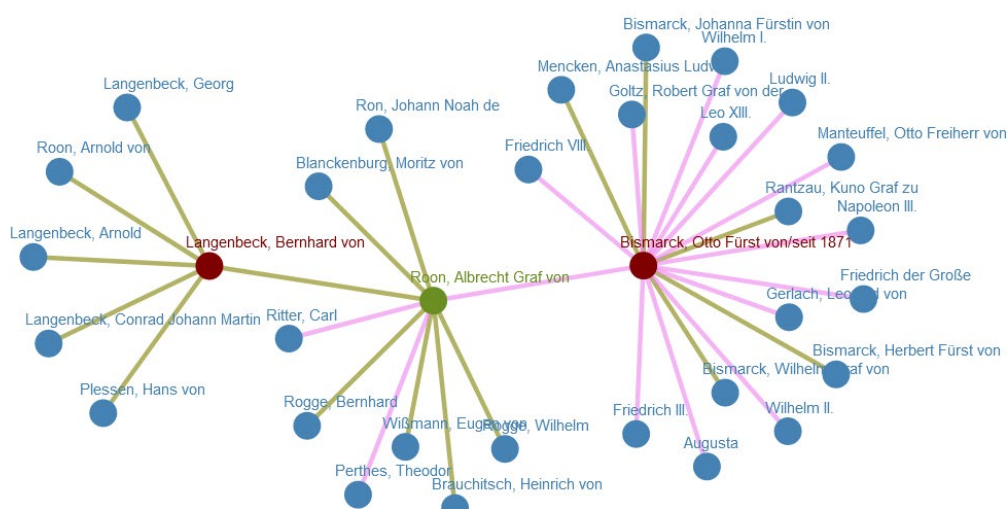 Bismarck, Johanna Fürstin von
Wilhelm I.
Mencken, Anastasius Ludw
Ludwig II.
Langenbeck, Georg
Goltz, Robert Graf von der
Ron, Johann Noah de
Leo XIII.
Manteuffel, Otto Freiherr von
Roon, Arnold von
Friedrich VIII.
Blanckenburg, Moritz von
Rantzau, Kuno Graf zu
Napoleon III.
Langenbeck, Arnold
Langenbeck, Bernhard von
Bismarck, Otto Fürst von/seit 1871
Roon, Albrecht Graf von
Friedrich der Große
Gerlach, Leopold von
Langenbeck, Conrad Johann Martin
Ritter, Carl
Bismarck, Herbert Fürst von
Bismarck, Wilhelm Graf von
Plessen, Hans von
Rogge, Bernhard
Wißmann, Eugen von
Rogge, Wilhelm
Friedrich III.
Wilhelm II.
Augusta
Perthes, Theodor
Brauchitsch, Heinrich von